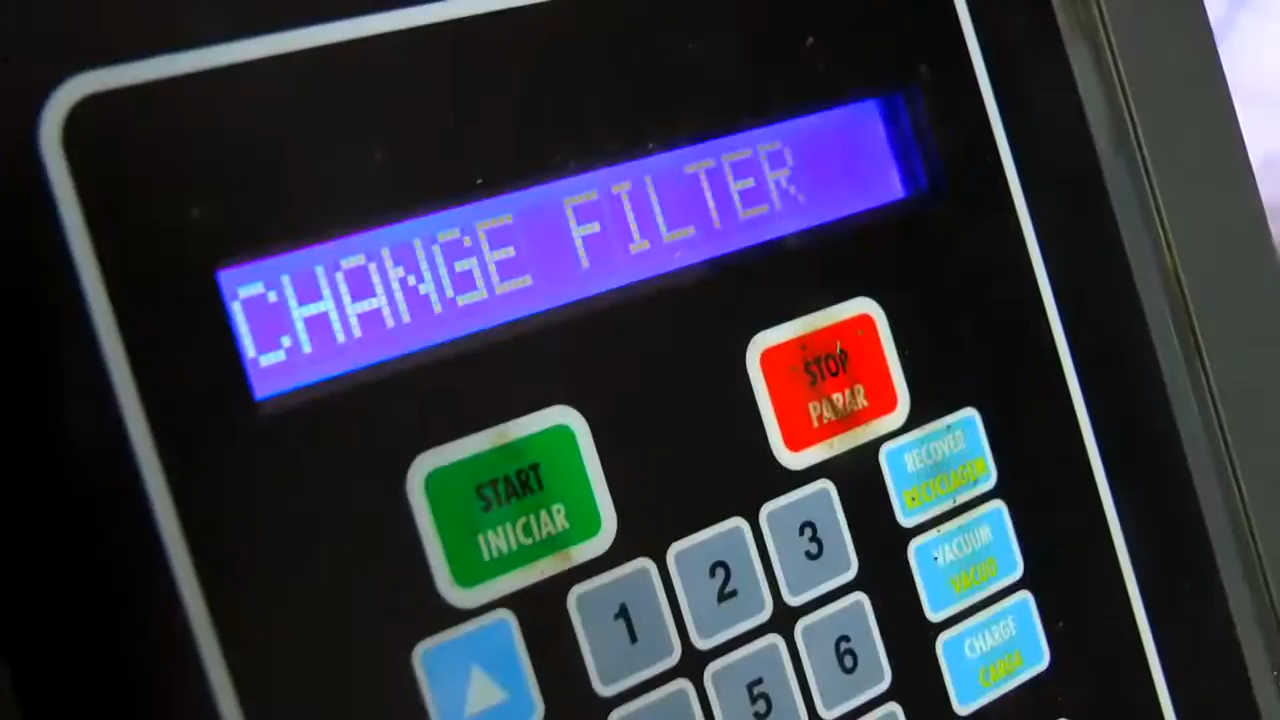 CHANGE FILTER
STOP
PARAR
START
INICIAR
RECOVER
RECICLAGEM
VACUUM
VACUO
CHARGE
CARGA
1
2
3
5
6